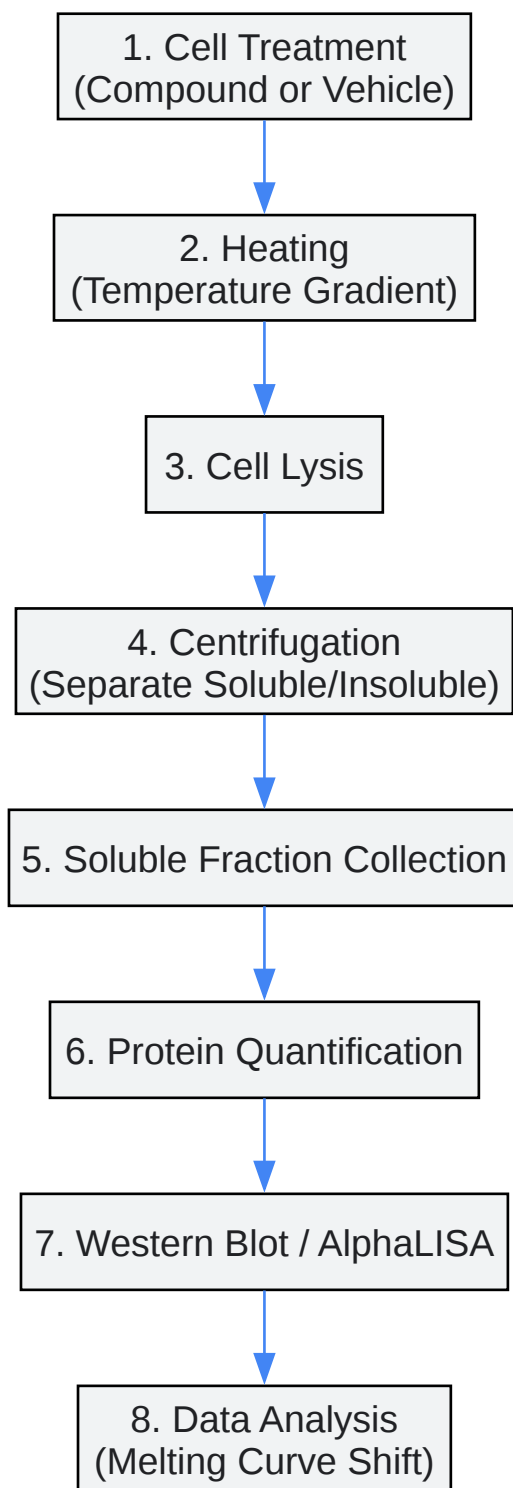 1. Cell Treatment
(Compound or Vehicle)
2. Heating
(Temperature Gradient)
3. Cell Lysis
4. Centrifugation
(Separate Soluble/Insoluble)
5. Soluble Fraction Collection
6. Protein Quantification
7. Western Blot / AlphaLISA
8. Data Analysis
(Melting Curve Shift)